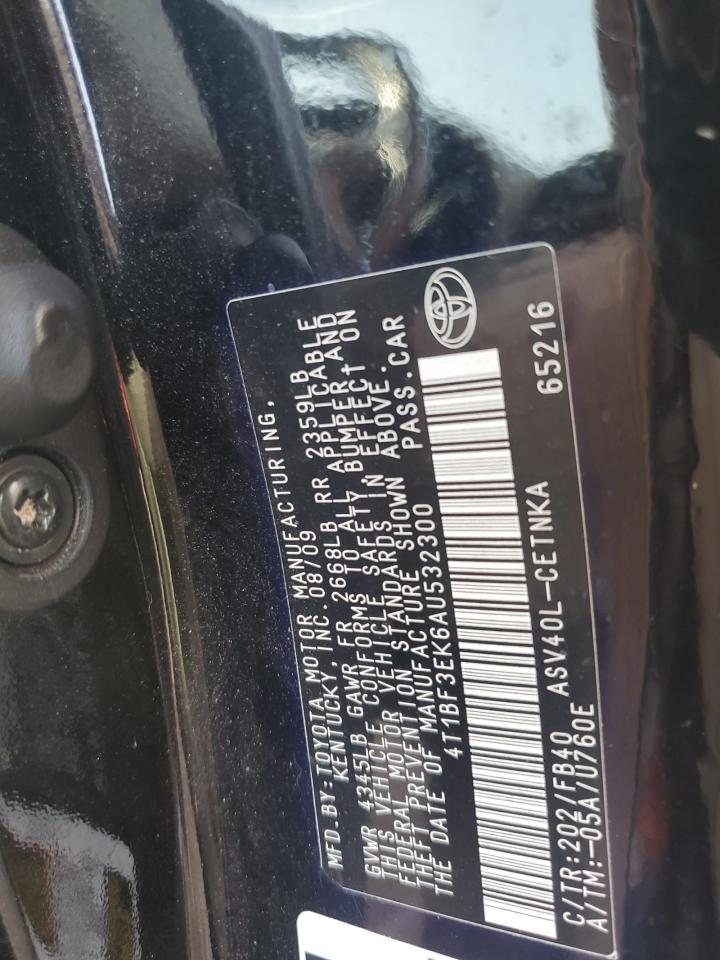 MFD.BY:TOYOTA MOTOR MANUFACTURING,
KENTUCKY, INC. 08/09
GVWR 4345LB GAWR FR 2668LB RR 2359LB
THIS VEHICLE CONFORMS TO ALL APPLICABLE
FEDERAL MOTOR VEHICLE SAFETY, BUMPER, AND
THEFT PREVENTION STANDARDS IN EFFECT ON
THE DATE OF MANUFACTURE SHOWN ABOVE.
4T1BF3EK6AU532300 PASS.CAR
C/TR:202/FB40 ASV40L-CETNKA 65216
A/TM:-05A/U760E